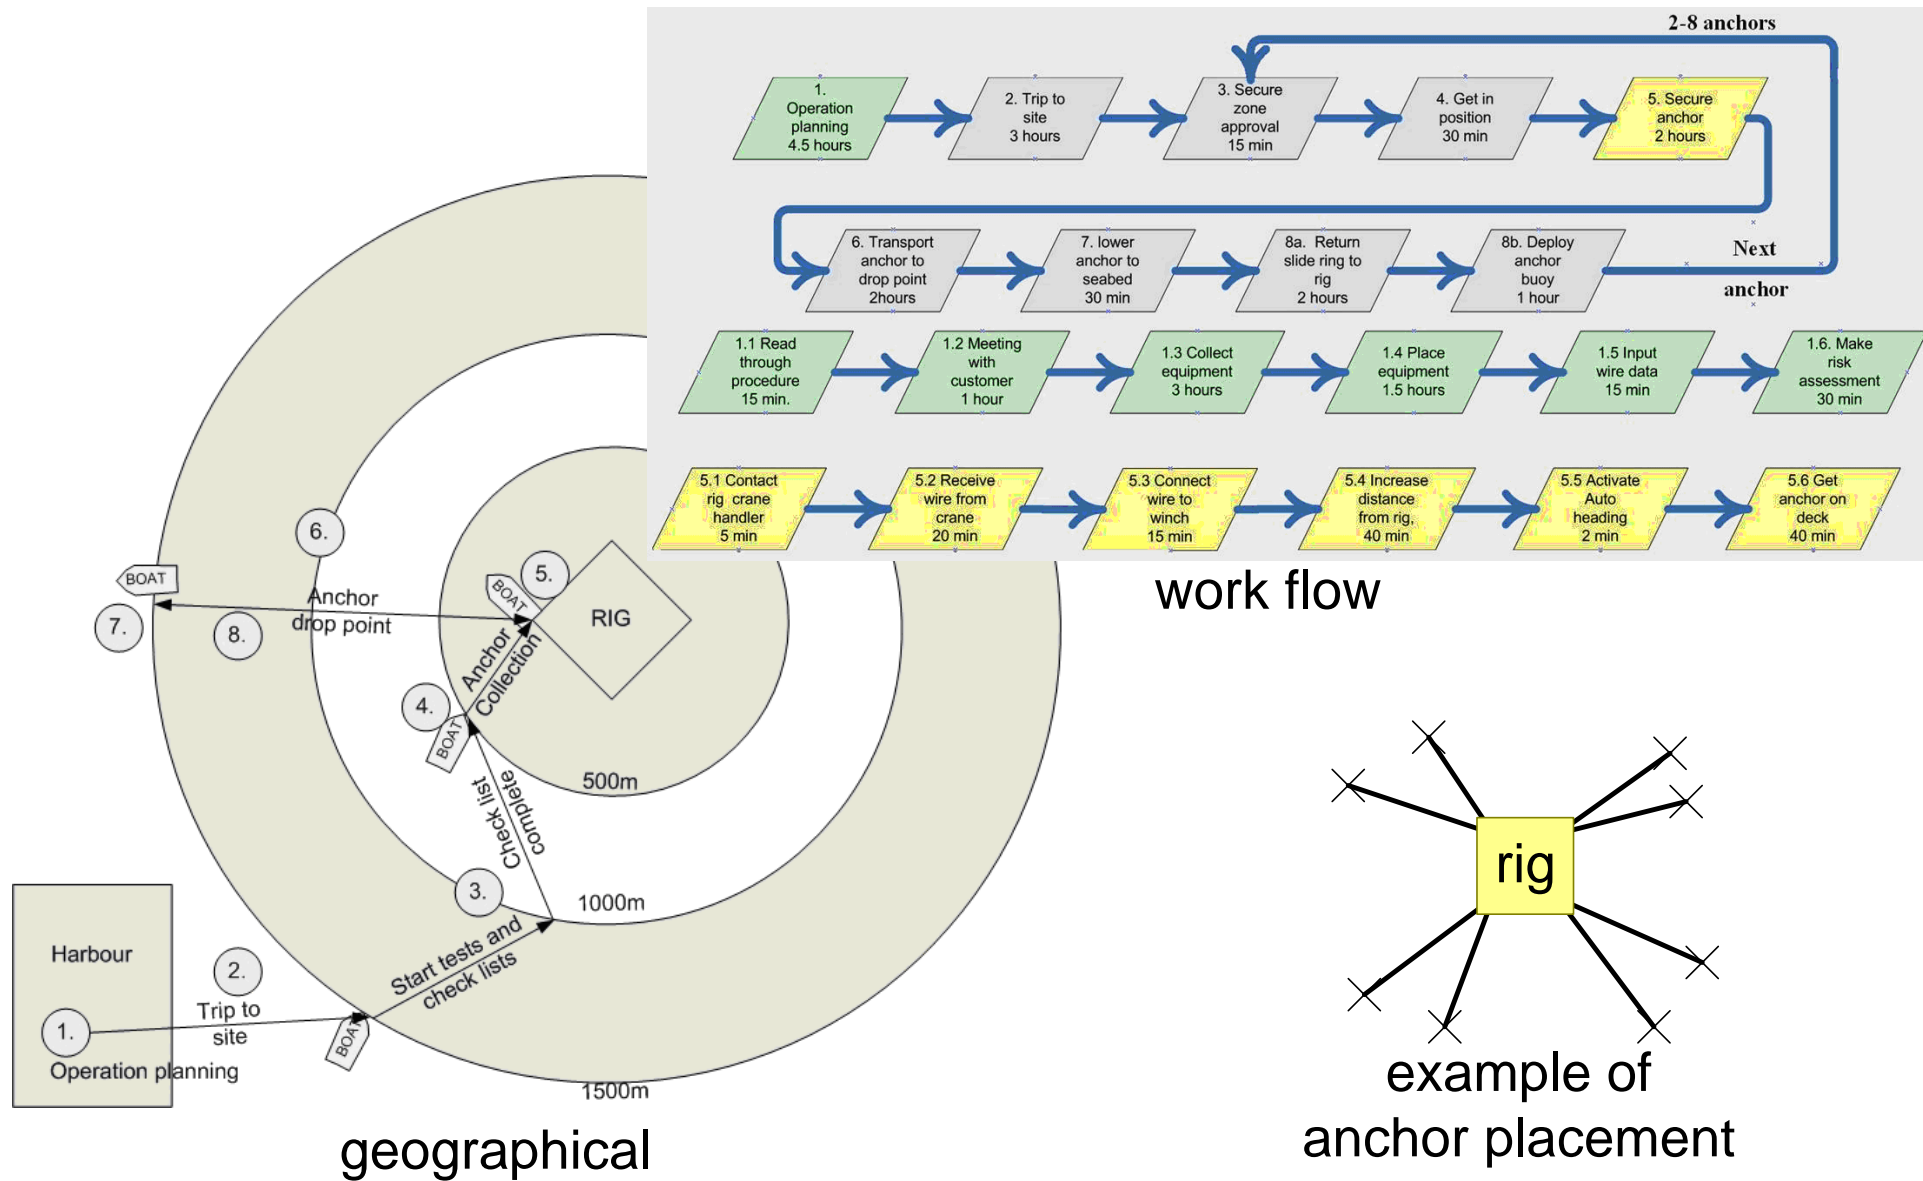 2-8 anchors
1.
Operation
planning
4.5 hours
2. Trip to
site
3 hours
3. Secure
zone
approval
15 min
4. Get in
position
30 min
5. Secure
anchor
2 hours
6. Transport
anchor to
drop point
2hours
7. lower
anchor to
seabed
30 min
8a. Return
slide ring to
rig
2 hours
8b. Deploy
anchor
buoy
1 hour
Next
anchor
1.1 Read
through
procedure
15 min.
1.2 Meeting
with
customer
1 hour
1.3 Collect
equipment
3 hours
1.4 Place
equipment
1.5 hours
1.5 Input
wire data
15 min
1.6. Make
risk
assessment
30 min
5.1 Contact
rig crane
handler
5 min
5.2 Receive
wire from
crane
20 min
5.3 Connect
wire to
winch
15 min
5.4 Increase
distance
from rig,
40 min
5.5 Activate
Auto
heading
2 min
5.6 Get
anchor on
deck
40 min
work flow
6.
BOAT
7.
8.
Anchor
drop point
BOAT
5.
RIG
Anchor
Collection
4.
BOAT
500m
Check list
complete
3.
1000m
Start tests and
check lists
Harbour
2.
Trip to
site
1.
BOAT
Operation planning
1500m
geographical
rig
example of
anchor placement